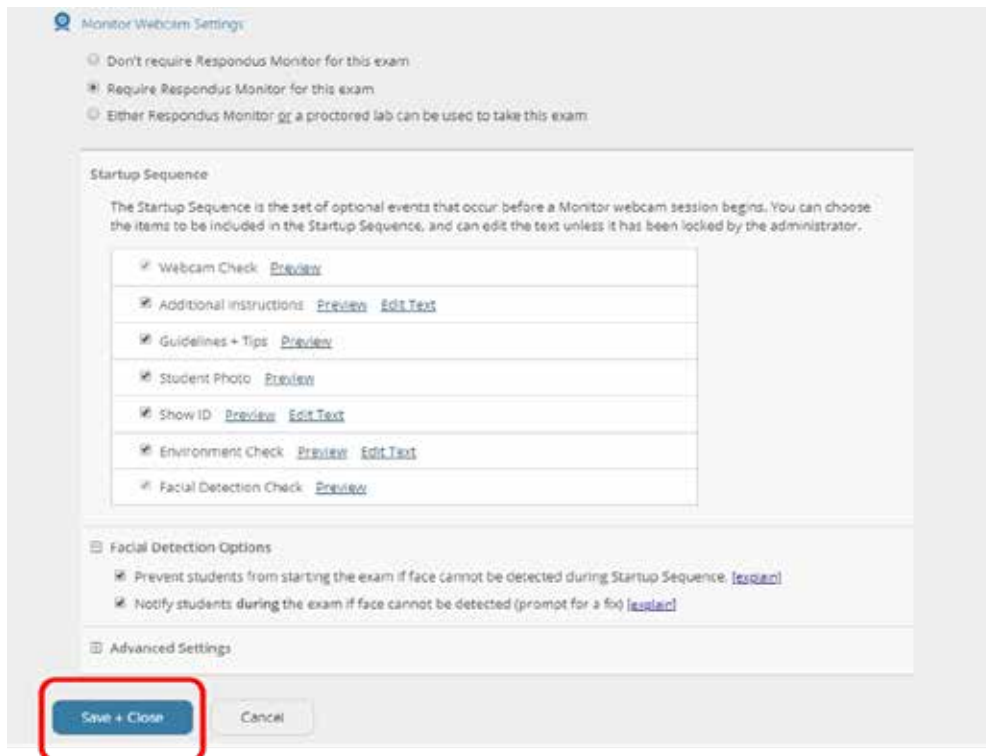 Monitor Webcam Settings
Don't require Respondus Monitor for this exam
Require Respondus Monitor for this exam
Either Respondus Monitor or a proctored lab can be used to take this exam
Startup Sequence
The Startup Sequence is the set of optional events that occur before a Monitor webcam session begins. You can choose
the items to be included in the Startup Sequence, and can edit the text unless it has been locked by the administrator.
Webcam Check Preview
Additional Instructions Preview Edit Text
Guidelines + Tips Preview
Student Photo Preview
Show ID Preview Edit Text
Environment Check Preview Edit Text
Facial Detection Check Preview
Facial Detection Options
Prevent students from starting the exam if face cannot be detected during Startup Sequence. [explain]
Notify students during the exam if face cannot be detected (prompt for a fix) [explain]
Advanced Settings
Save + Close Cancel